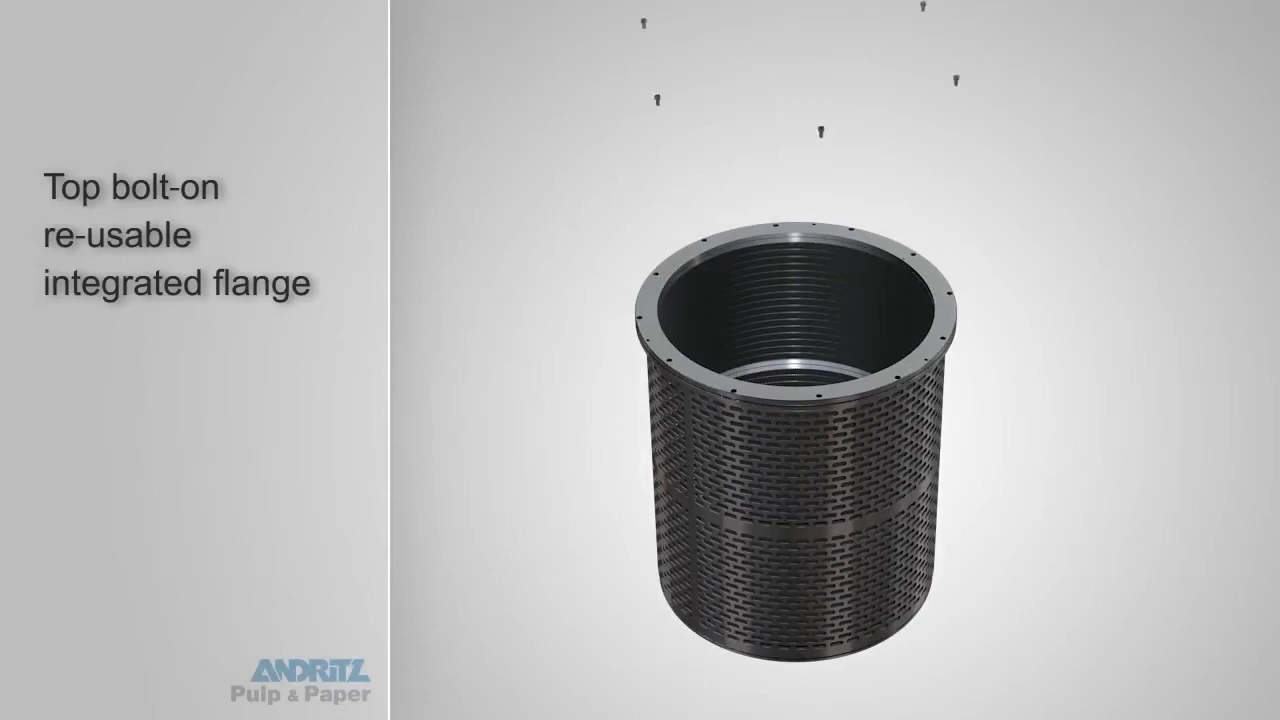 Top bolt-on
re-usable
integrated flange
ANDRITZ
Pulp & Paper